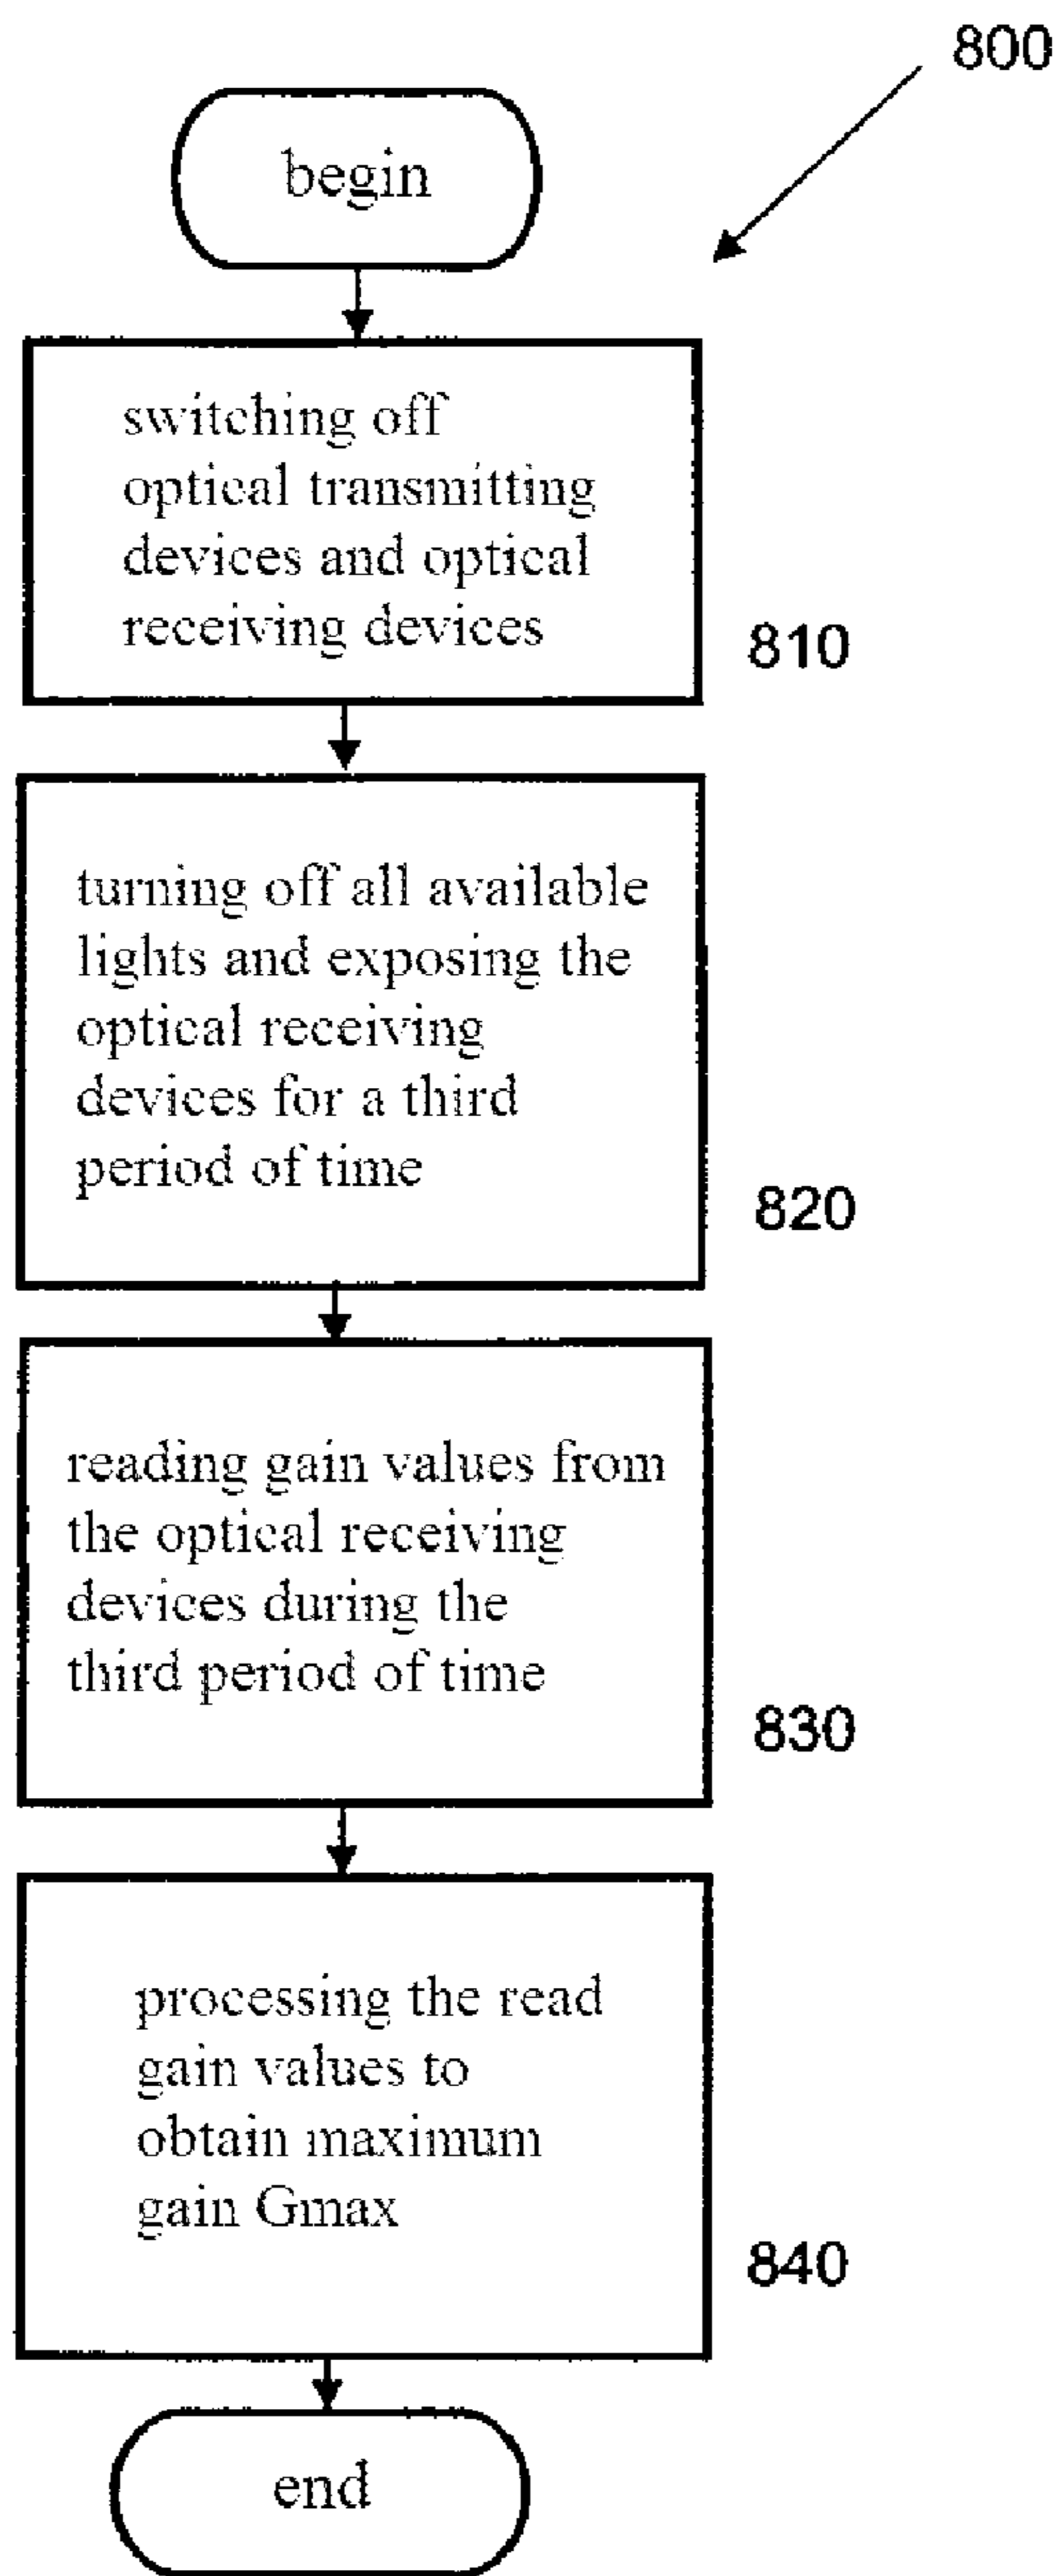 800
begin
switching off
optical transmitting
devices and optical
receiving devices
810
turning off all available
lights and exposing the
optical receiving
devices for a third
period of time
820
reading gain values from
the optical receiving
devices during the
third period of time
830
processing the read
gain values to
obtain maximum
gain Gmax
840
end